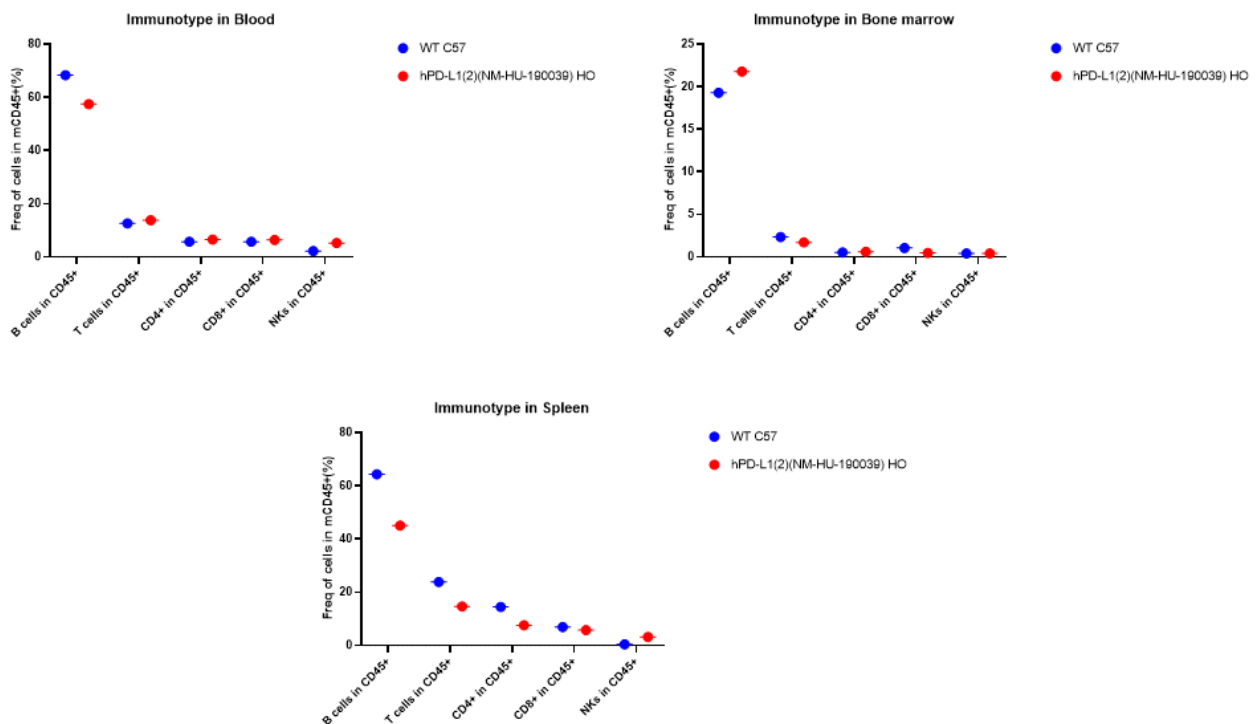 Immunotype in Blood
Freq of cells in mCD45+(%)
80
60
40
20
0
B cells in CD45+
T cells in CD45+
CD4+ in CD45+
CD8+ in CD45+
NKs in CD45+
WT C57
hPD-L1(2)(NM-HU-190039) HO
Immunotype in Bone marrow
Freq of cells in mCD45+(%)
25
20
15
10
5
0
B cells in CD45+
T cells in CD45+
CD4+ in CD45+
CD8+ in CD45+
NKs in CD45+
WT C57
hPD-L1(2)(NM-HU-190039) HO
Immunotype in Spleen
Freq of cells in mCD45+(%)
80
60
40
20
0
B cells in CD45+
T cells in CD45+
CD4+ in CD45+
CD8+ in CD45+
NKs in CD45+
WT C57
hPD-L1(2)(NM-HU-190039) HO